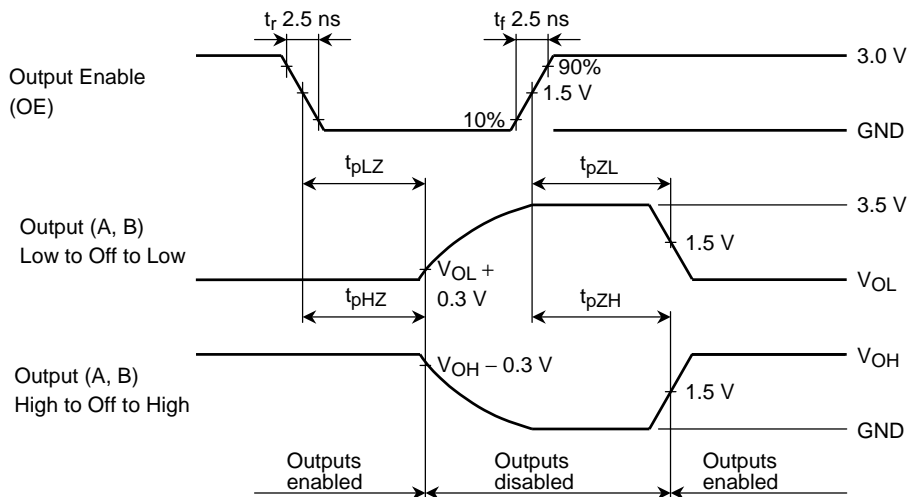 tr 2.5 ns
tf 2.5 ns
Output Enable
(OE)
90%
1.5 V
10%
3.0 V
GND
tpLZ
tpZL
Output (A, B)
Low to Off to Low
3.5 V
1.5 V
VOL +
0.3 V
VOL
tpHZ
tpZH
Output (A, B)
High to Off to High
VOH – 0.3 V
VOH
1.5 V
GND
Outputs
enabled
Outputs
disabled
Outputs
enabled